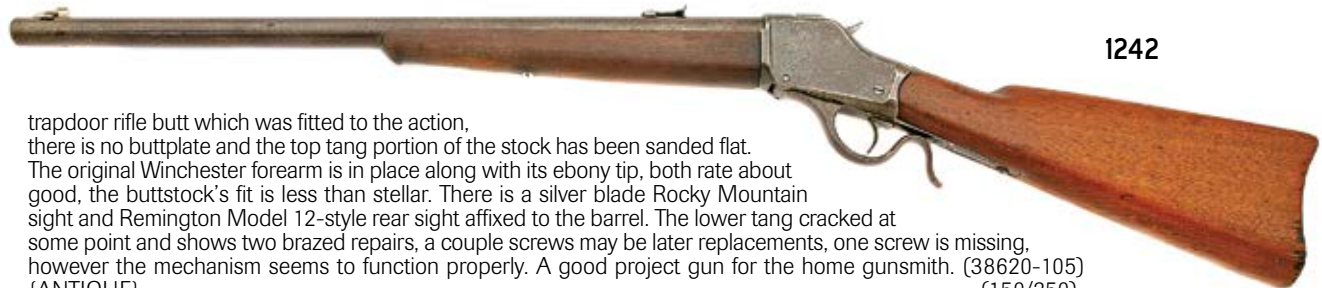 1242
trapdoor rifle butt which was fitted to the action,
there is no buttplate and the top tang portion of the stock has been sanded flat.
The original Winchester forearm is in place along with its ebony tip, both rate about
good, the buttstock's fit is less than stellar. There is a silver blade Rocky Mountain
sight and Remington Model 12-style rear sight affixed to the barrel. The lower tang cracked at
some point and shows two brazed repairs, a couple screws may be later replacements, one screw is missing,
however the mechanism seems to function properly. A good project gun for the home gunsmith. (38620-105)
{ANTIQUE} (150/250)